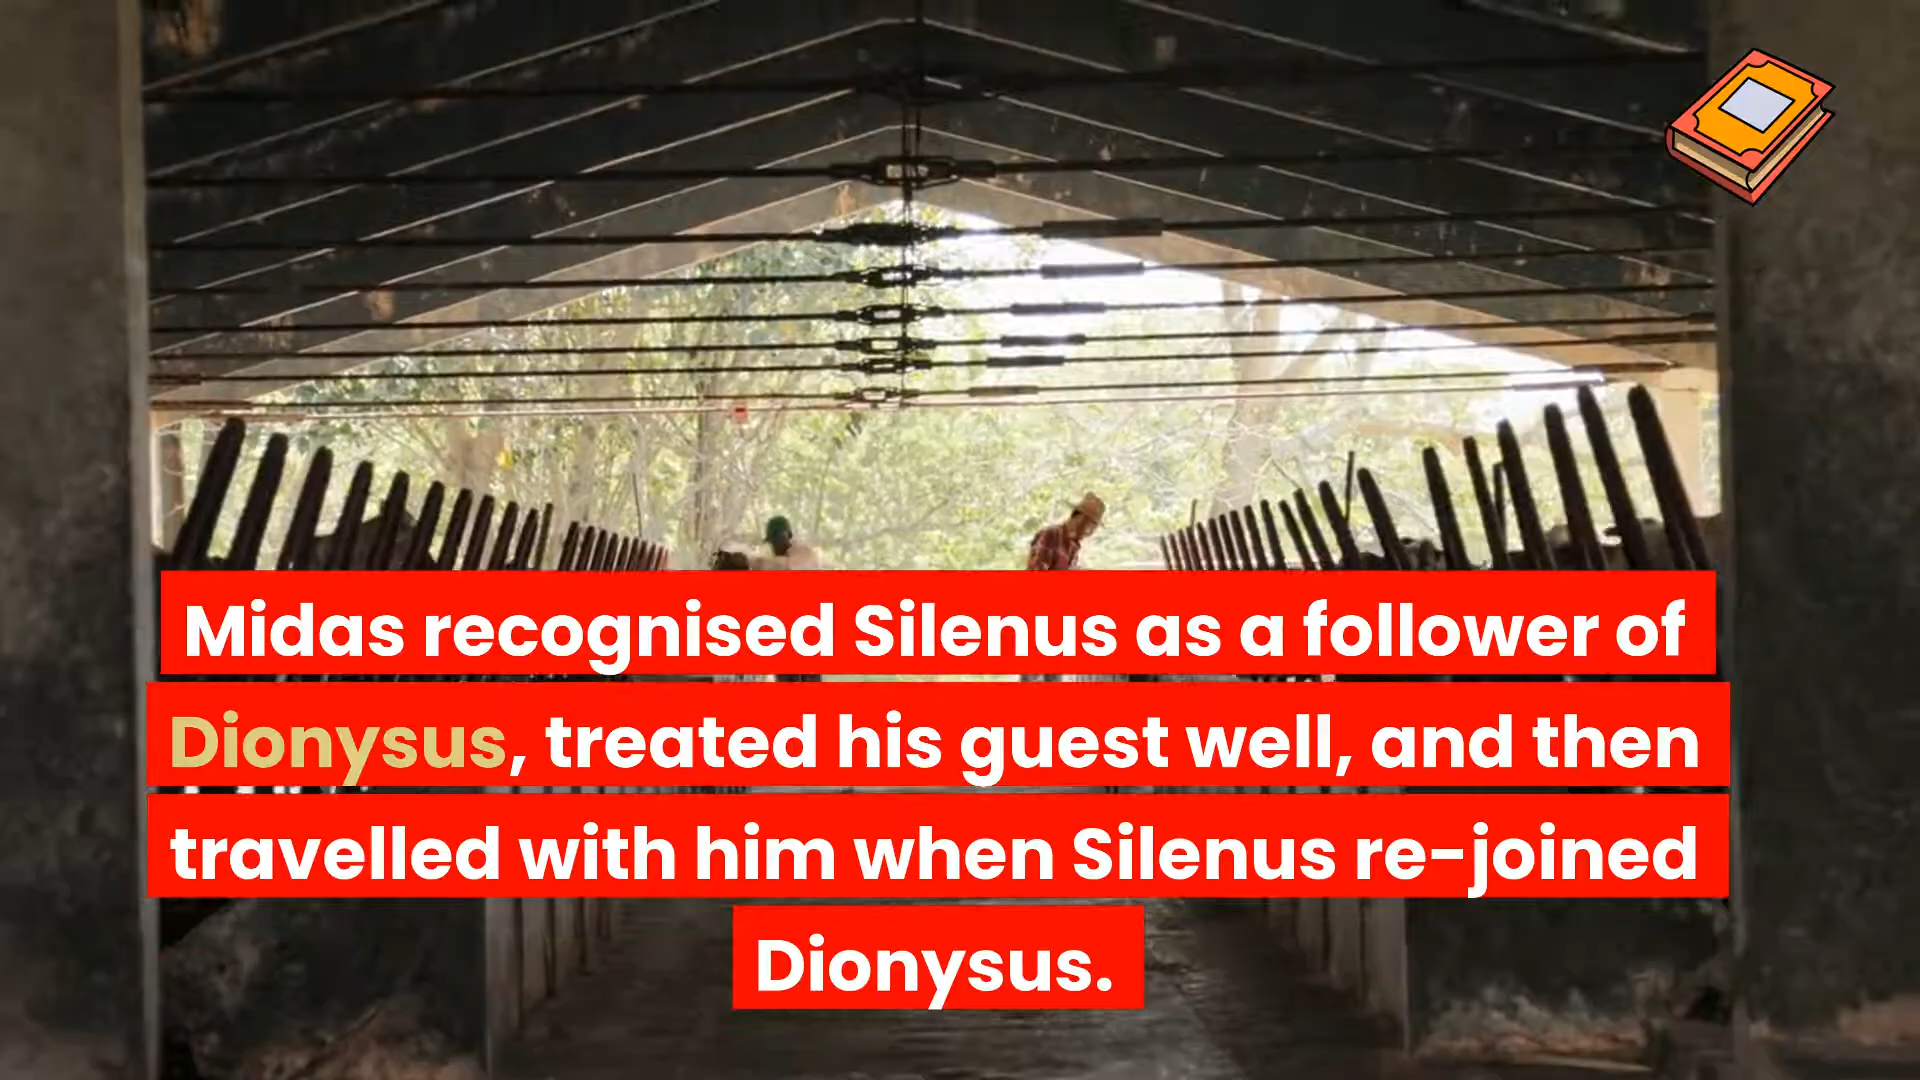 Midas recognised Silenus as a follower of
Dionysus, treated his guest well, and then
travelled with him when Silenus re-joined
Dionysus.